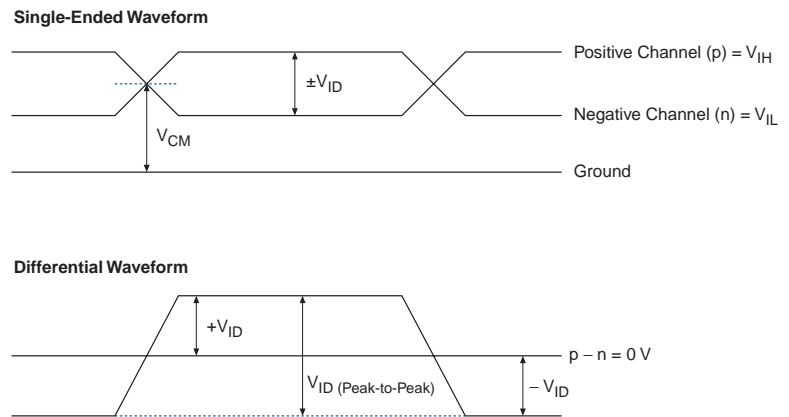 Single-Ended Waveform
Positive Channel (p) = VIH
±VID
Negative Channel (n) = VIL
VCM
Ground
Differential Waveform
+VID
p − n = 0 V
VID (Peak-to-Peak)
− VID